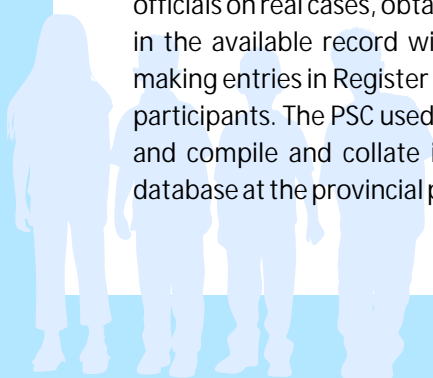 officials on real cases, obta
in the available record wi
making entries in Register
participants. The PSC used
and compile and collate i
database at the provincial p